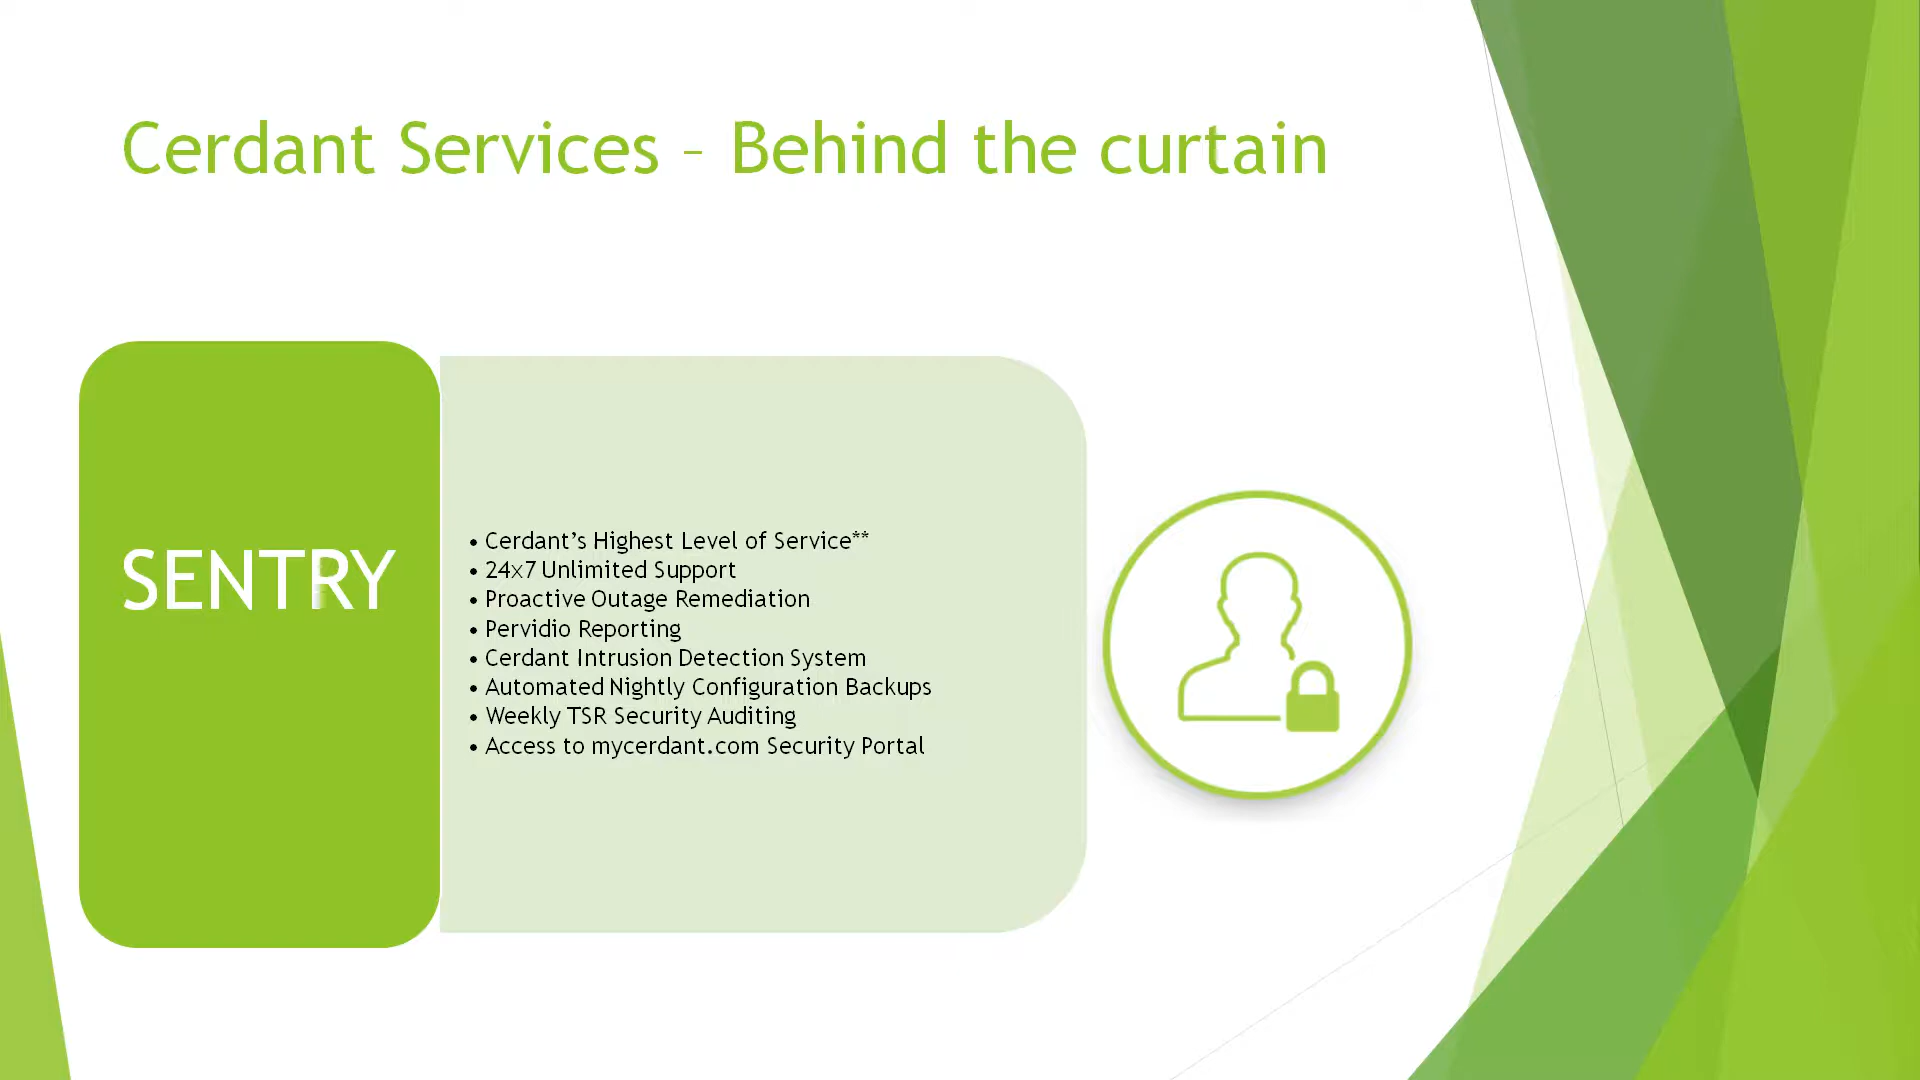 Cerdant Services – Behind the curtain
SENTRY
• Cerdant’s Highest Level of Service**
• 24x7 Unlimited Support
• Proactive Outage Remediation
• Pervidio Reporting
• Cerdant Intrusion Detection System
• Automated Nightly Configuration Backups
• Weekly TSR Security Auditing
• Access to mycerdant.com Security Portal